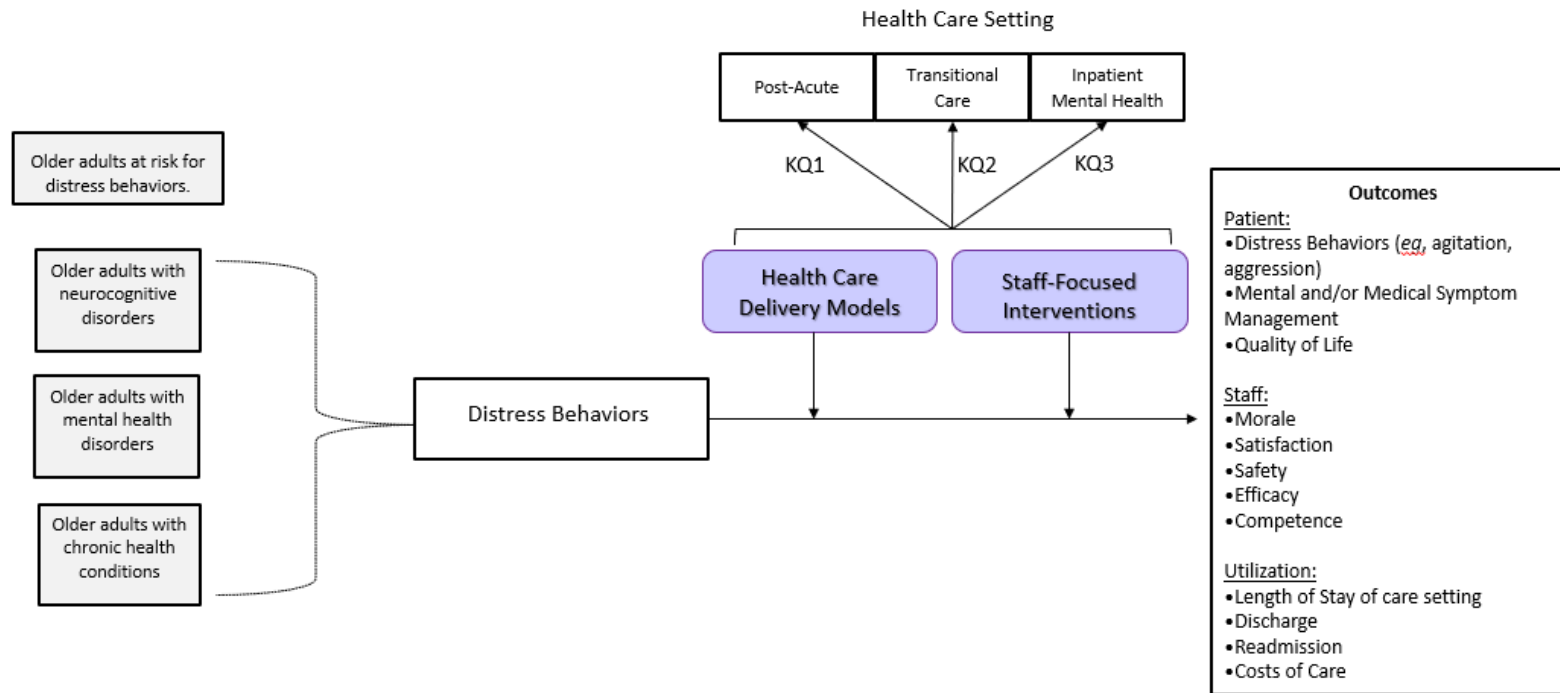 Health Care Setting
Post-Acute
Transitional
Care
Inpatient
Mental Health
KQ1
KQ2
KQ3
Older adults at risk for
distress behaviors.
Older adults with
neurocognitive
disorders
Older adults with
mental health
disorders
Older adults with
chronic health
conditions
Distress Behaviors
Health Care
Delivery Models
Staff-Focused
Interventions
Outcomes
Patient:
•Distress Behaviors (eg, agitation,
aggression)
•Mental and/or Medical Symptom
Management
•Quality of Life
Staff:
•Morale
•Satisfaction
•Safety
•Efficacy
•Competence
Utilization:
•Length of Stay of care setting
•Discharge
•Readmission
•Costs of Care